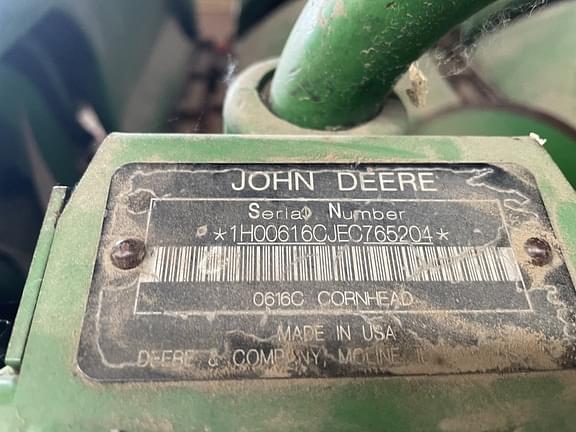 JOHN DEERE
Serial Number
*1H00616CJEC765204*
0616C CORNHEAD
MADE IN USA
DEERE & COMPANY, MOLINE